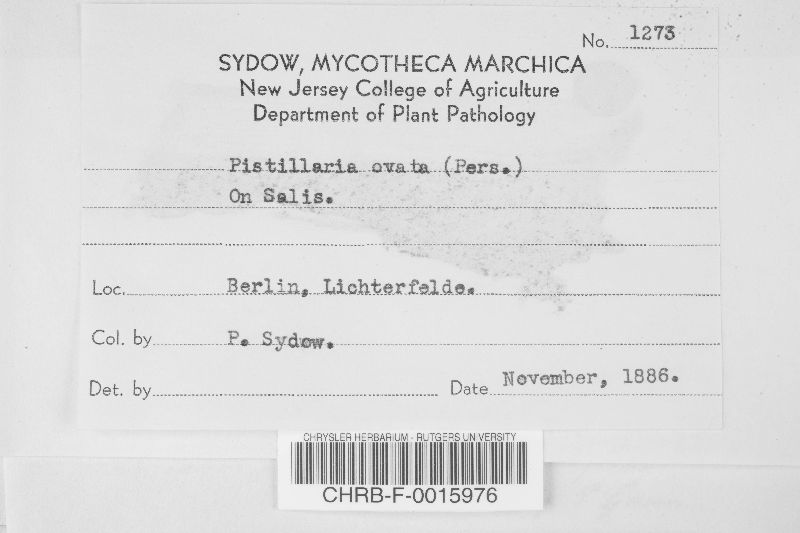 No. 1273
SYDOW, MYCOTHECA MARCHICA
New Jersey College of Agriculture
Department of Plant Pathology
Pistillaria ovata (Pers.)
On Salis.
Loc. Berlin, Lichterfelde.
Col. by P. Sydow.
Det. by Date November, 1886.
CHRYSLER HERBARIUM - RUTGERS UNIVERSITY
CHRB-F-0015976